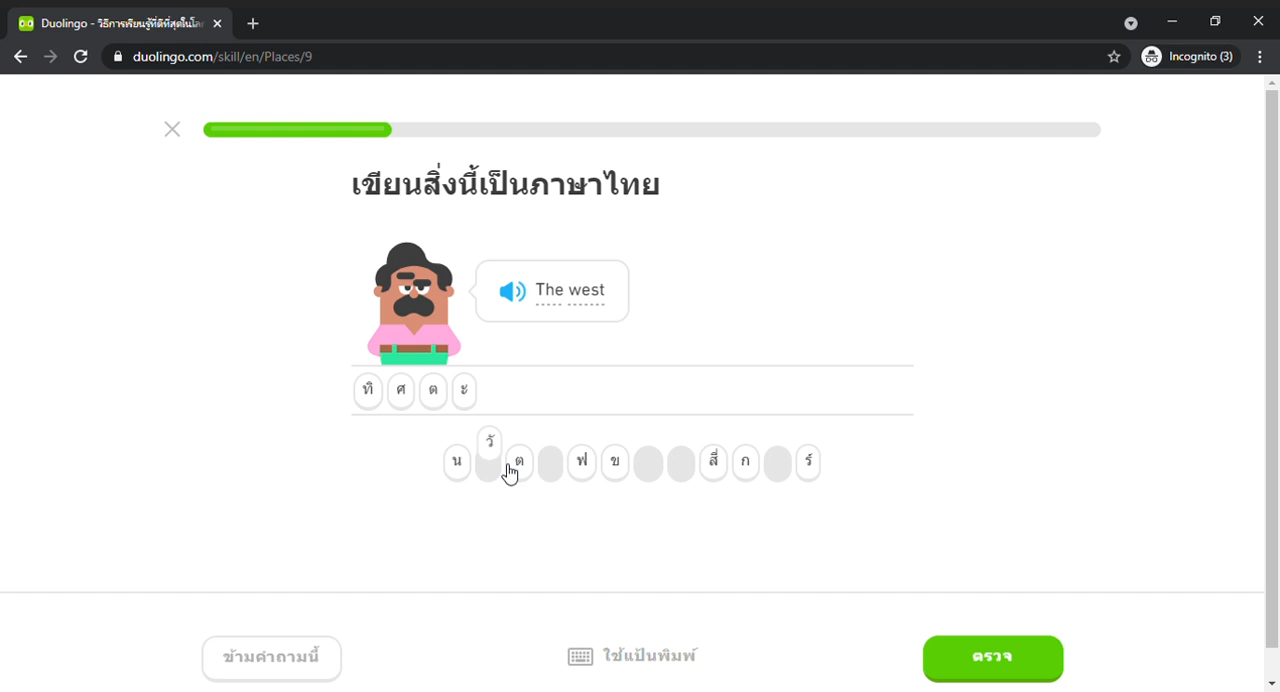 Duolingo - วิธีการเรียนรู้ที่ดีที่สุดในโล
duolingo.com/skill/en/Places/9
Incognito (3)
เขียนสิ่งนี้เป็นภาษาไทย
The west
ทิ ศ ต ะ
น วั ต ฟ ข สี่ ก ร์
ข้ามคำถามนี้
ใช้แป้นพิมพ์
ตรวจ